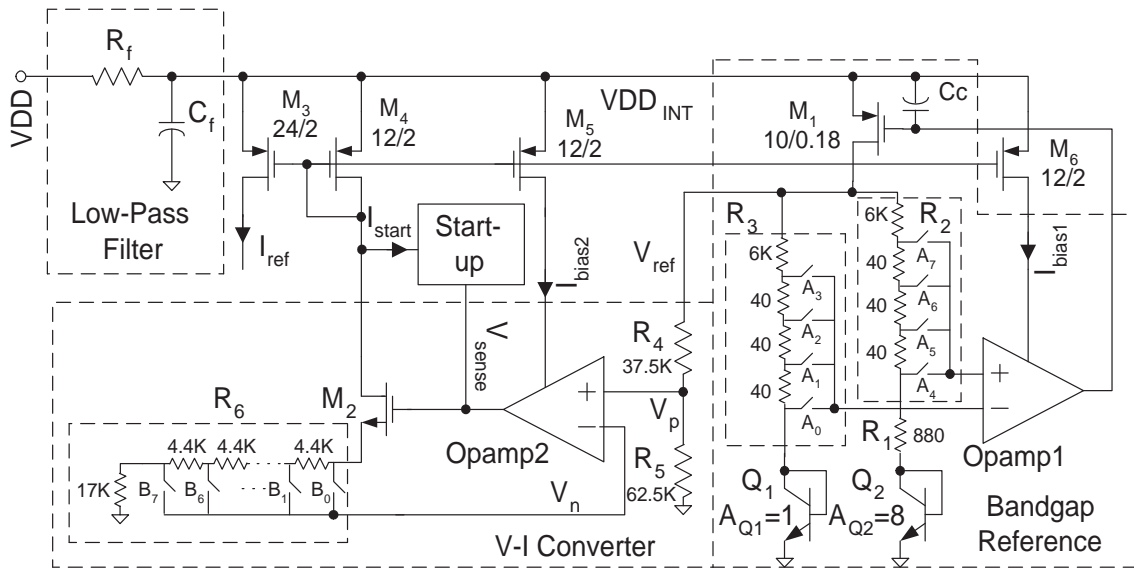 VDD
R_f
C_f
Low-Pass
Filter
M_3
24/2
M_4
12/2
M_5
12/2
VDD_INT
M_1
10/0.18
Cc
M_6
12/2
I_ref
I_start
Start-
up
I_bias2
V_ref
R_3
6K
A_3
40
A_2
40
A_1
40
A_0
6K
R_2
40
A_7
40
A_6
40
A_5
A_4
I_bias1
V_sense
R_4
37.5K
V_p
R_5
62.5K
V_n
+
−
Opamp2
M_2
R_6
4.4K
4.4K
4.4K
17K
B_7
B_6
B_1
B_0
V-I Converter
R_1
880
+
−
Opamp1
Q_1
A_Q1=1
Q_2
A_Q2=8
Bandgap
Reference